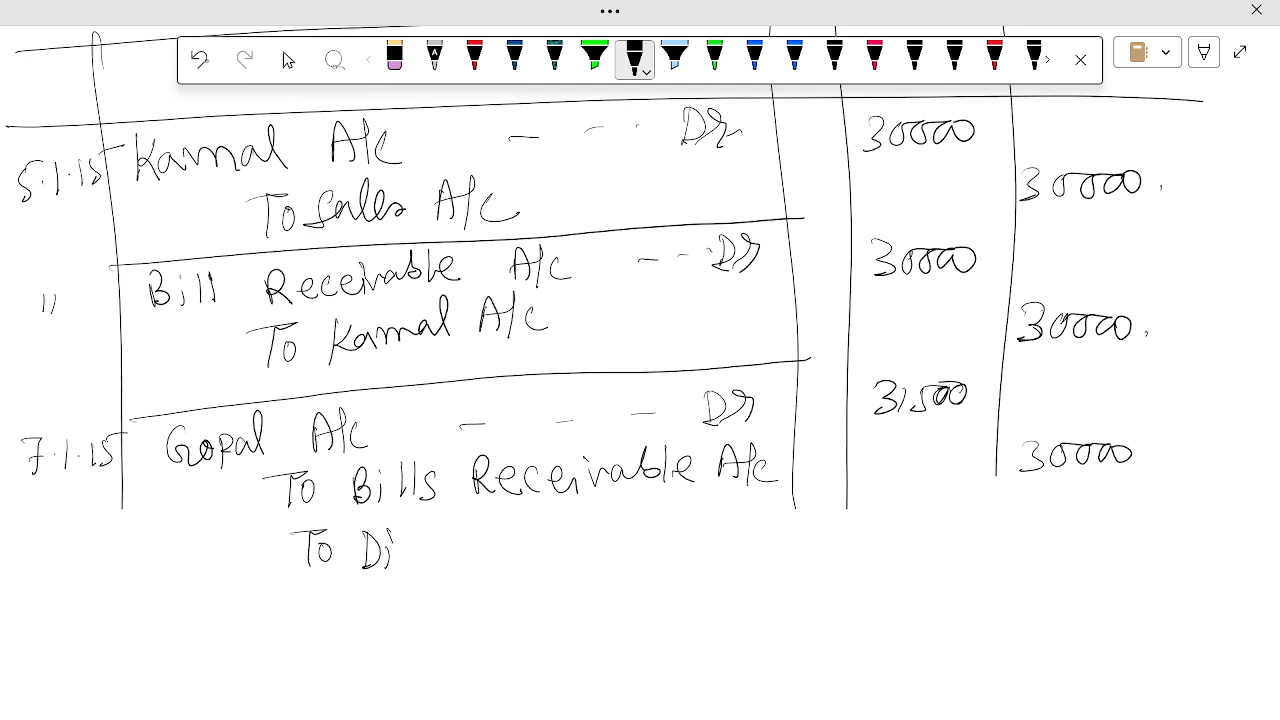 5.1.15 Kamal A/c - - - Dr 30000
To Sales A/c 30000.
" Bill Receivable A/c - - - Dr 30000
To Kamal A/c 30000.
7.1.15 Gopal A/c - - - Dr 31500
To Bills Receivable A/c 30000
To Di